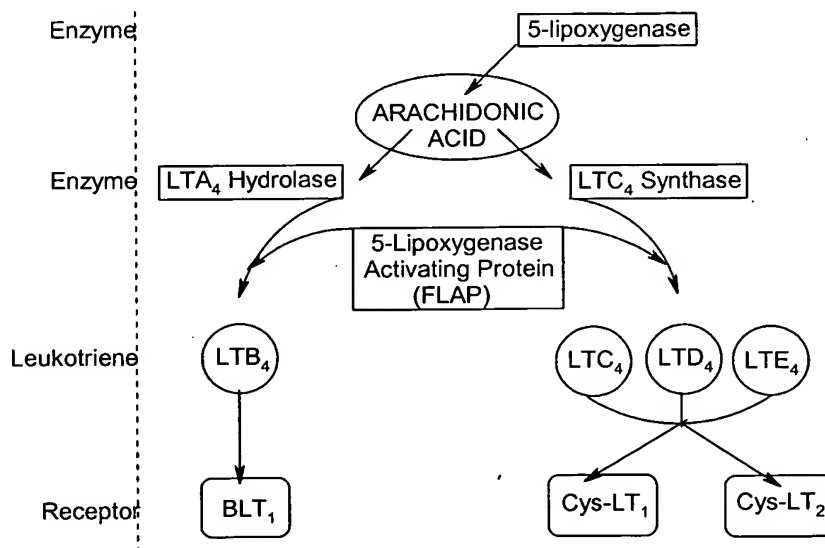 Enzyme
5-lipoxygenase
ARACHIDONIC
ACID
Enzyme
LTA₄ Hydrolase
LTC₄ Synthase
5-Lipoxygenase
Activating Protein
(FLAP)
Leukotriene
LTB₄
LTC₄
LTD₄
LTE₄
Receptor
BLT₁
Cys-LT₁
Cys-LT₂